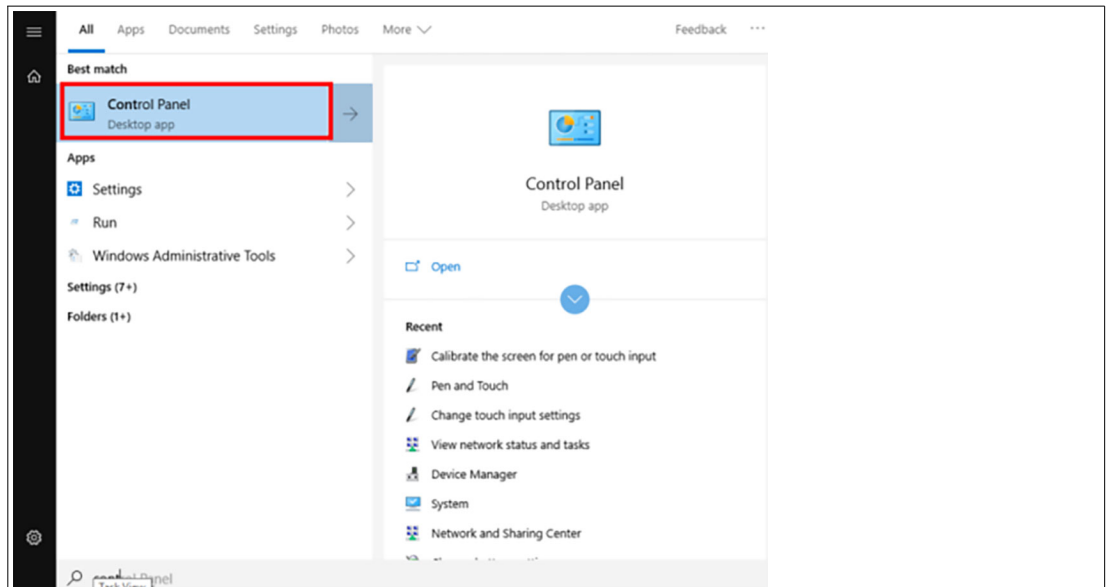 All Apps Documents Settings Photos More Feedback ...
Best match
Control Panel
Desktop app
Apps
Settings
Run
Windows Administrative Tools
Settings (7+)
Folders (1+)
Control Panel
Desktop app
Open
Recent
Calibrate the screen for pen or touch input
Pen and Touch
Change touch input settings
View network status and tasks
Device Manager
System
Network and Sharing Center
Panel